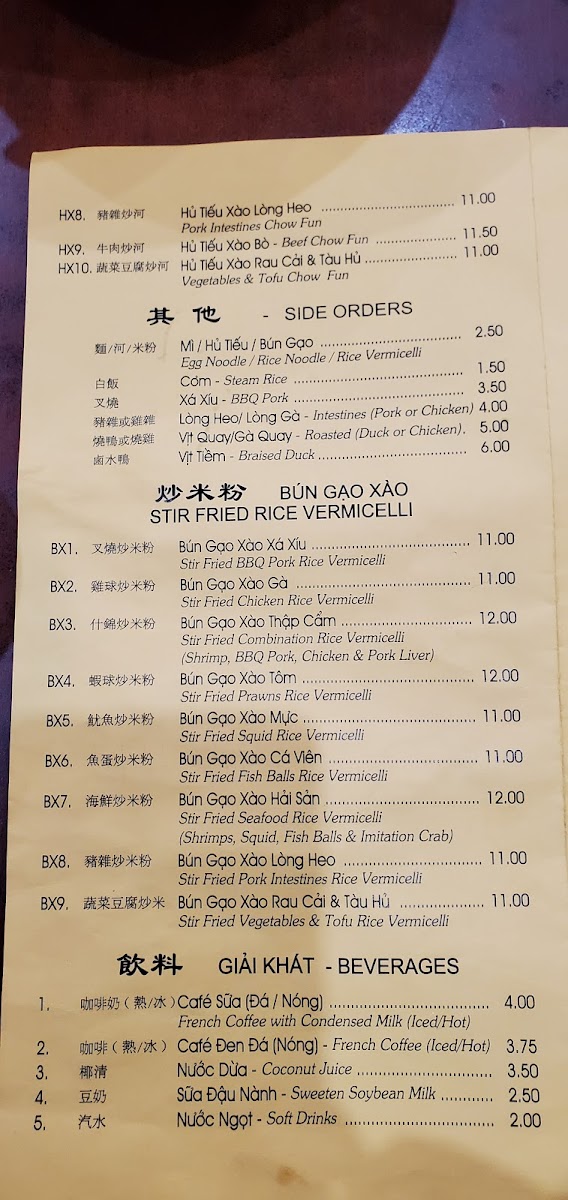 HX8. 豬雜炒河 Hủ Tiếu Xào Lòng Heo .................................. 11.00
Pork Intestines Chow Fun
HX9. 牛肉炒河 Hủ Tiếu Xào Bò - Beef Chow Fun .................... 11.50
HX10. 蔬菜豆腐炒河 Hủ Tiếu Xào Rau Cải & Tàu Hủ ....................... 11.00
Vegetables & Tofu Chow Fun
其他 - SIDE ORDERS
麵/河/米粉 Mì / Hủ Tiếu / Bún Gạo ..................................... 2.50
Egg Noodle / Rice Noodle / Rice Vermicelli
白飯 Cơm - Steam Rice ........................................... 1.50
叉燒 Xá Xíu - BBQ Pork ........................................... 3.50
豬雜或雞雜 Lòng Heo/ Lòng Gà - Intestines (Pork or Chicken) 4.00
燒鴨或燒雞 Vịt Quay/Gà Quay - Roasted (Duck or Chicken). 5.00
鹵水鴨 Vịt Tiềm - Braised Duck ...................................... 6.00
炒米粉 BÚN GẠO XÀO
STIR FRIED RICE VERMICELLI
BX1. 叉燒炒米粉 Bún Gạo Xào Xá Xíu ........................................ 11.00
Stir Fried BBQ Pork Rice Vermicelli
BX2. 雞球炒米粉 Bún Gạo Xào Gà ............................................ 11.00
Stir Fried Chicken Rice Vermicelli
BX3. 什錦炒米粉 Bún Gạo Xào Thập Cẩm ................................. 12.00
Stir Fried Combination Rice Vermicelli
(Shrimp, BBQ Pork, Chicken & Pork Liver)
BX4. 蝦球炒米粉 Bún Gạo Xào Tôm ........................................... 12.00
Stir Fried Prawns Rice Vermicelli
BX5. 魷魚炒米粉 Bún Gạo Xào Mực ........................................... 11.00
Stir Fried Squid Rice Vermicelli
BX6. 魚蛋炒米粉 Bún Gạo Xào Cá Viên ...................................... 11.00
Stir Fried Fish Balls Rice Vermicelli
BX7. 海鮮炒米粉 Bún Gạo Xào Hải Sản ....................................... 12.00
Stir Fried Seafood Rice Vermicelli
(Shrimps, Squid, Fish Balls & Imitation Crab)
BX8. 豬雜炒米粉 Bún Gạo Xào Lòng Heo ................................... 11.00
Stir Fried Pork Intestines Rice Vermicelli
BX9. 蔬菜豆腐炒米 Bún Gạo Xào Rau Cải & Tàu Hủ ..................... 11.00
Stir Fried Vegetables & Tofu Rice Vermicelli
飲料 GIẢI KHÁT - BEVERAGES
1. 咖啡奶 (熱/冰) Café Sữa (Đá / Nóng) ....................................... 4.00
French Coffee with Condensed Milk (Iced/Hot)
2. 咖啡 (熱/冰) Café Đen Đá (Nóng) - French Coffee (Iced/Hot) 3.75
3. 椰清 Nước Dừa - Coconut Juice ................................. 3.50
4. 豆奶 Sữa Đậu Nành - Sweeten Soybean Milk ............ 2.50
5. 汽水 Nước Ngọt - Soft Drinks ..................................... 2.00